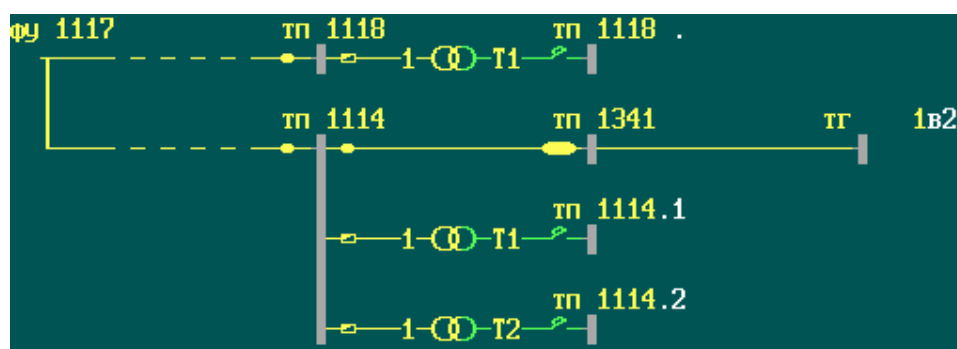 фу 1117 тп 1118 тп 1118 .
1 Т1
тп 1114 тп 1341 тг 1в2
тп 1114.1
1 Т1
тп 1114.2
1 Т2